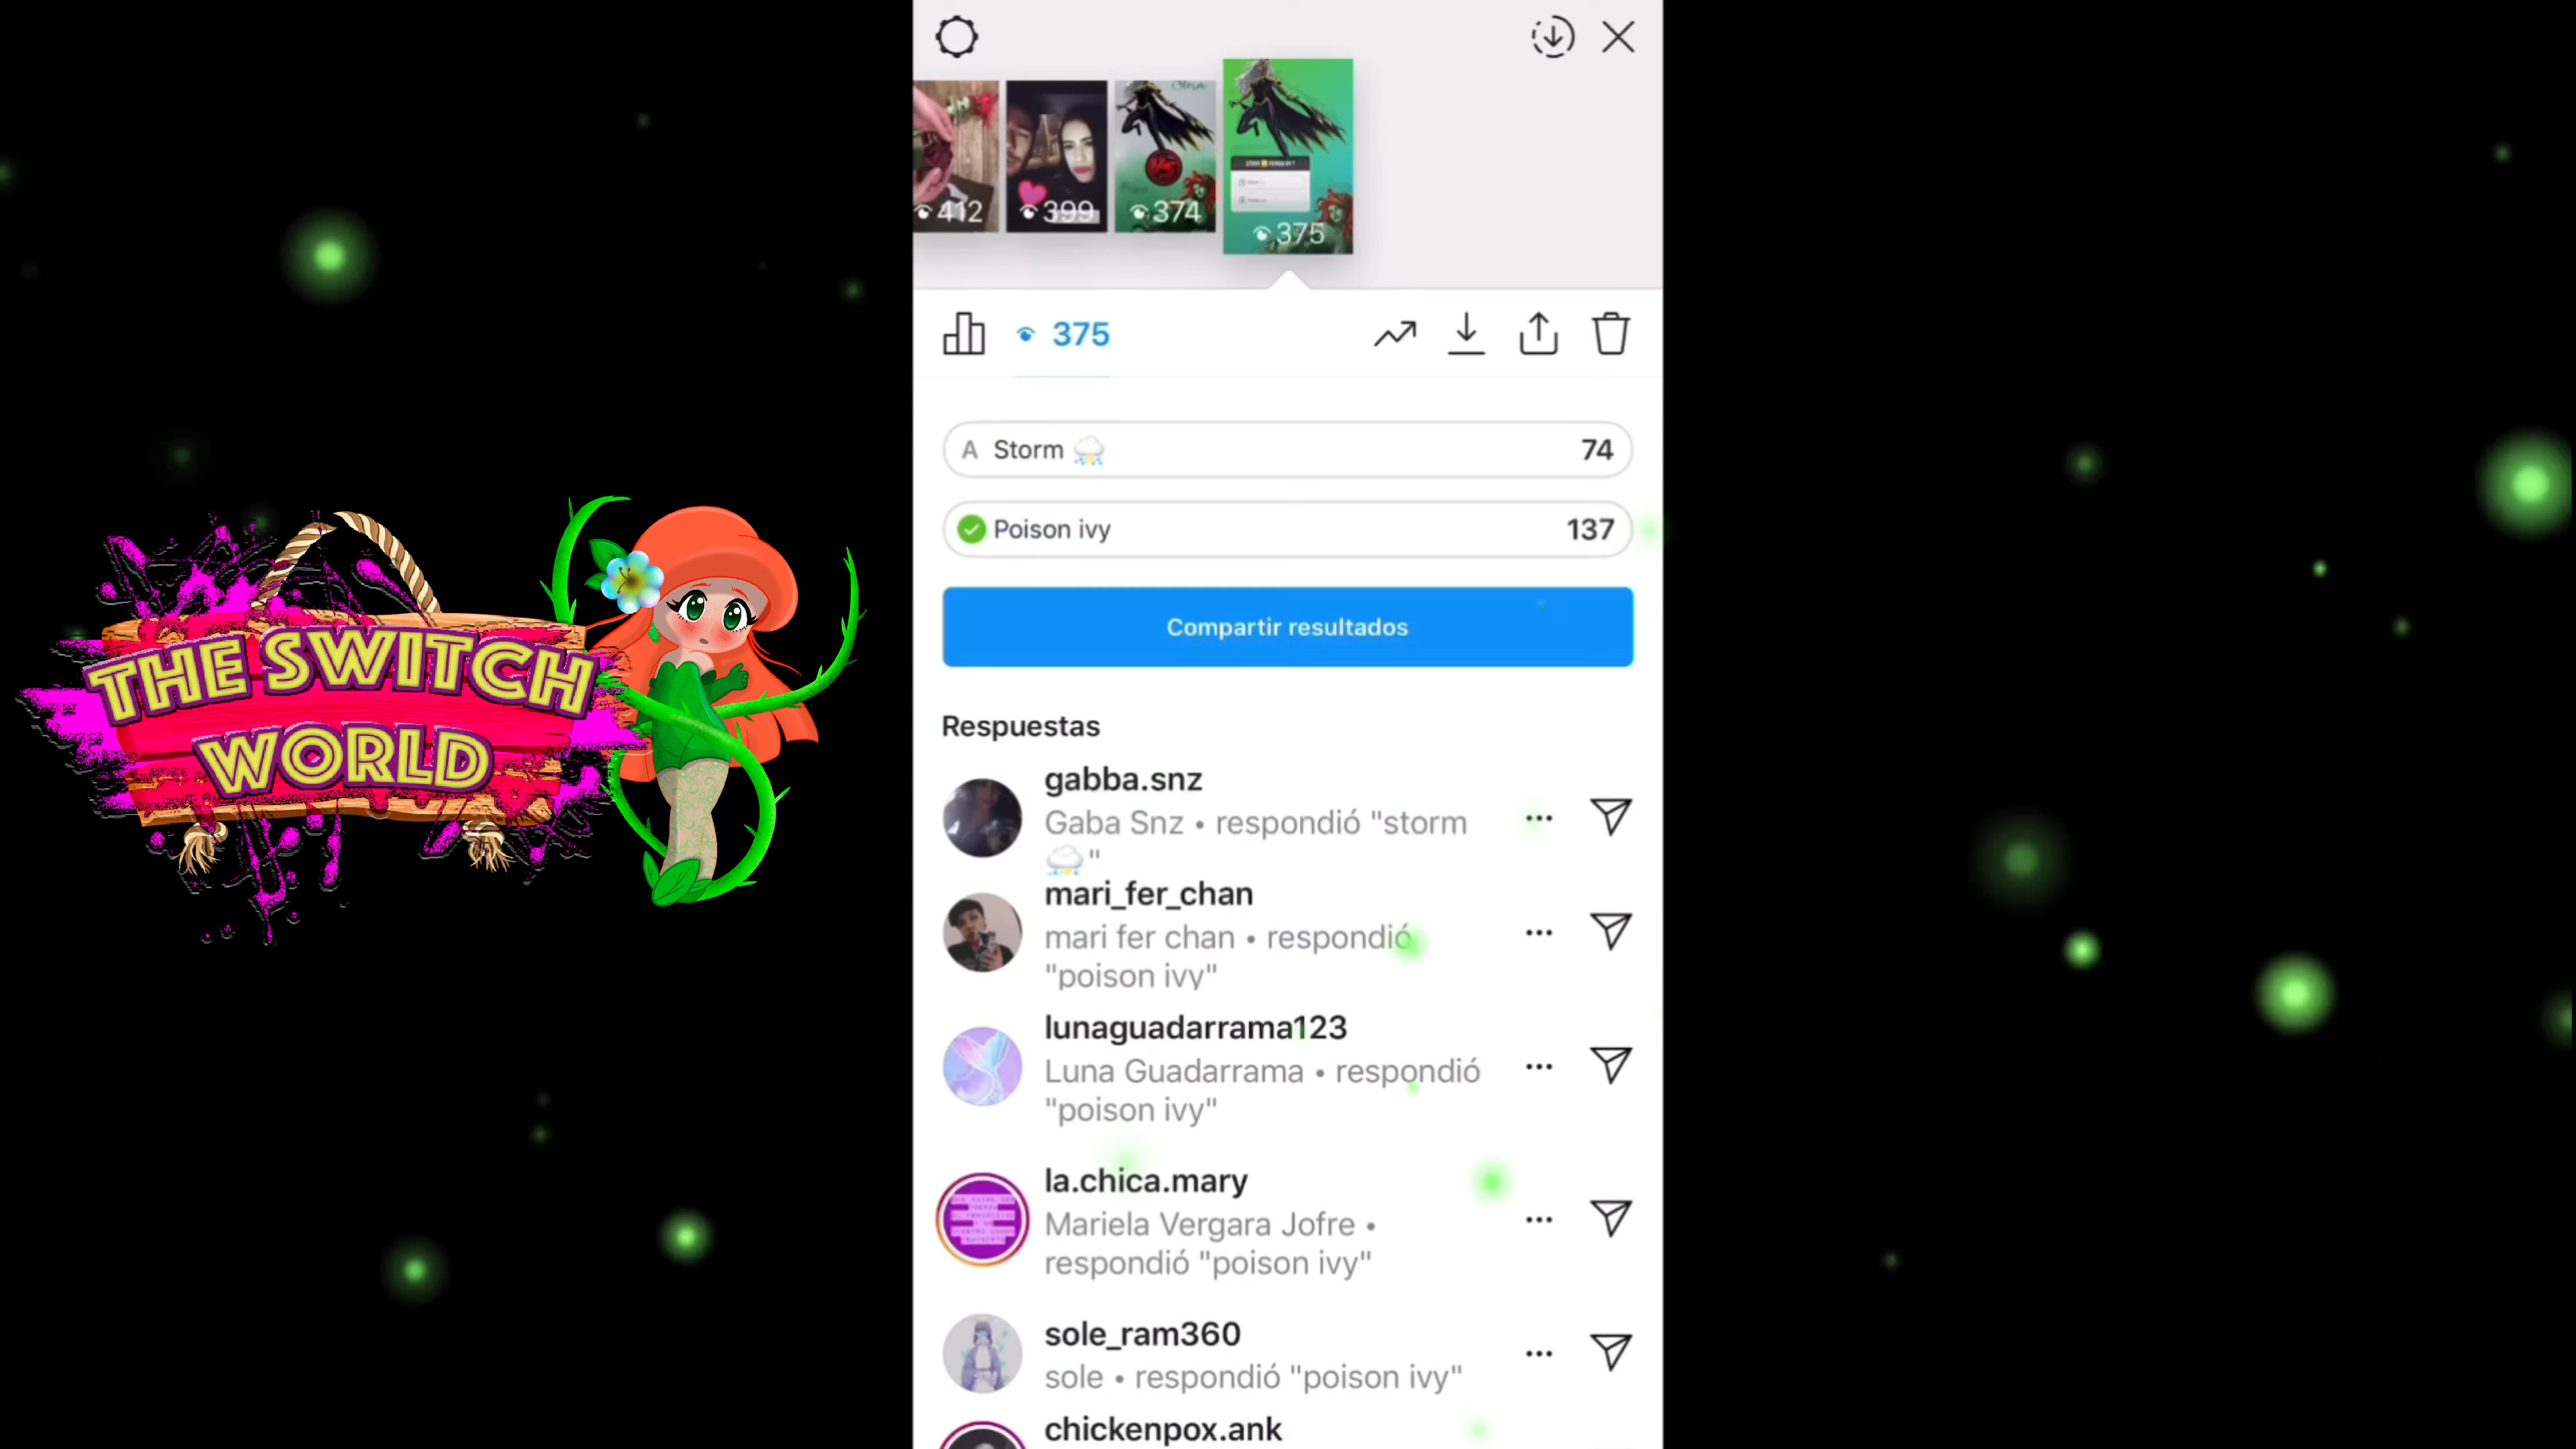 412
399
374
375
VS
375
A Storm 74
Poison ivy 137
Compartir resultados
THE SWITCH
WORLD
Respuestas
gabba.snz
Gaba Snz • respondió "storm
"
mari_fer_chan
mari fer chan • respondió
"poison ivy"
lunaguadarrama123
Luna Guadarrama • respondió
"poison ivy"
la.chica.mary
Mariela Vergara Jofre •
respondió "poison ivy"
sole_ram360
sole • respondió "poison ivy"
chickenpox.ank